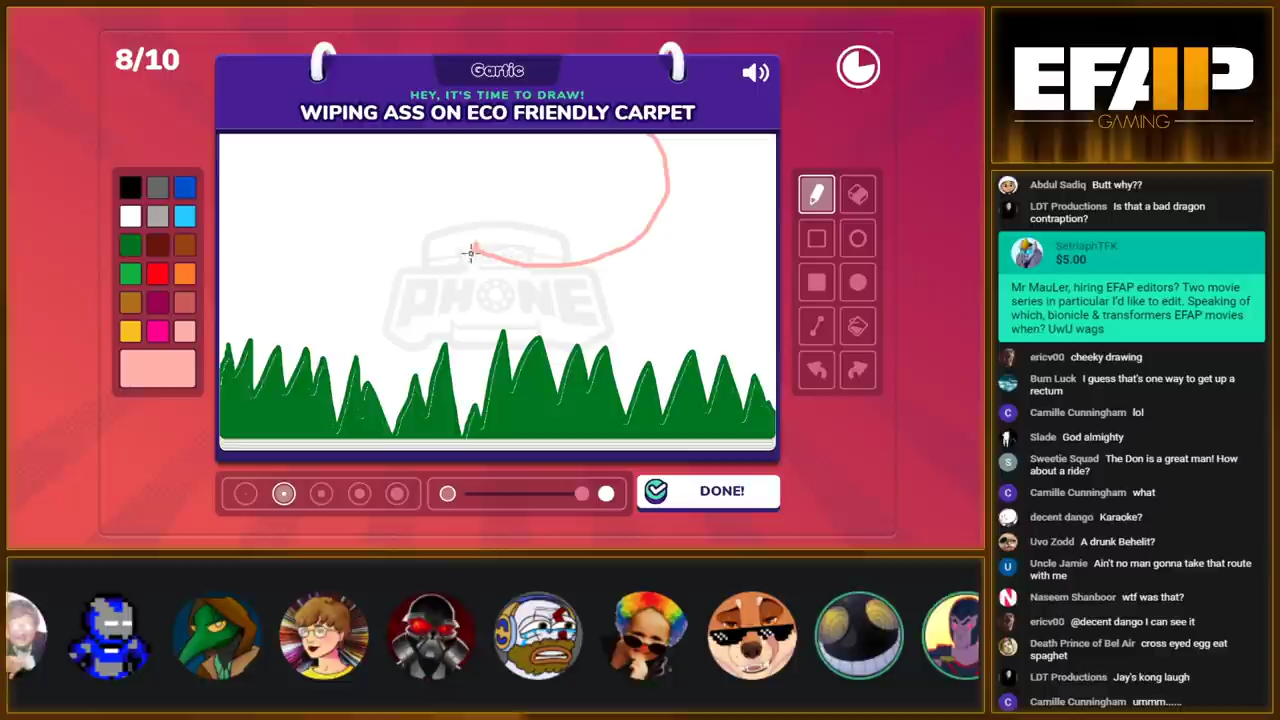 8/10
Gartic
HEY, IT'S TIME TO DRAW!
WIPING ASS ON ECO FRIENDLY CARPET
PHONE
DONE!
EFAP
GAMING
Abdul Sadiq Butt why??
LDT Productions Is that a bad dragon
contraption?
SetriaphTFK
$5.00
Mr MauLer, hiring EFAP editors? Two movie
series in particular I'd like to edit. Speaking of
which, bionicle & transformers EFAP movies
when? UwU wags
ericv00 cheeky drawing
Bum Luck I guess that's one way to get up a
rectum
Camille Cunningham lol
Slade God almighty
Sweetie Squad The Don is a great man! How
about a ride?
Camille Cunningham what
decent dango Karaoke?
Uvo Zodd A drunk Behelit?
Uncle Jamie Ain't no man gonna take that route
with me
Naseem Shanboor wtf was that?
ericv00 @decent dango I can see it
Death Prince of Bel Air cross eyed egg eat
spaghet
LDT Productions Jay's kong laugh
Camille Cunningham ummm......